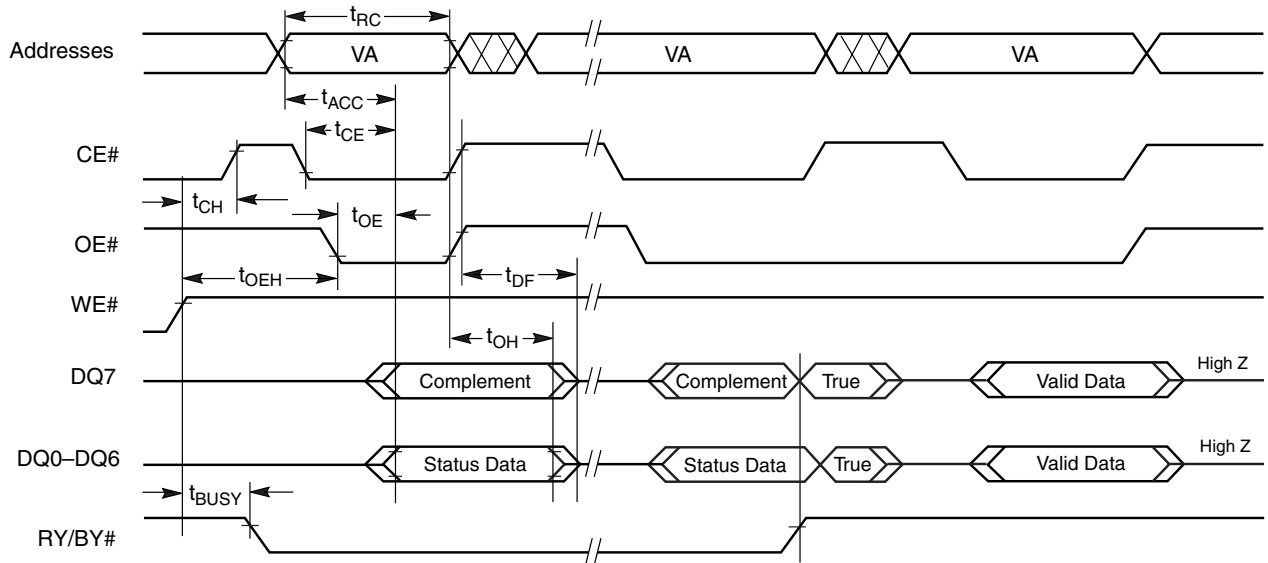 tRC
Addresses VA VA VA
tACC
tCE
CE#
tCH tOE
OE#
tOEH tDF
WE#
tOH
DQ7 Complement Complement True Valid Data High Z
DQ0–DQ6 Status Data Status Data True Valid Data High Z
tBUSY
RY/BY#